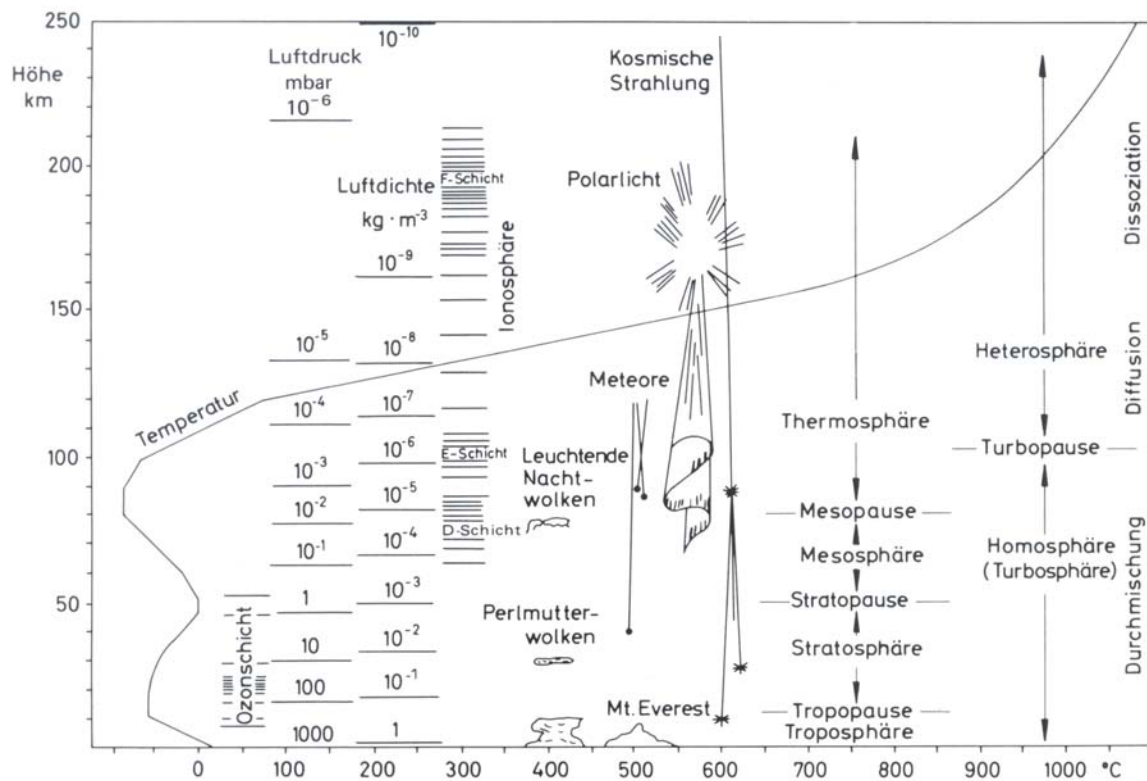 250
Höhe
km
200
150
100
50
Luftdruck
mbar
10⁻⁶
10⁻⁵
10⁻⁴
10⁻³
10⁻²
10⁻¹
1
10
100
1000
10⁻¹⁰
Luftdichte
kg · m⁻³
10⁻⁹
10⁻⁸
10⁻⁷
10⁻⁶
10⁻⁵
10⁻⁴
10⁻³
10⁻²
10⁻¹
1
Temperatur
Ozonschicht
F-Schicht
E-Schicht
D-Schicht
Ionosphäre
Kosmische
Strahlung
Polarlicht
Meteore
Leuchtende
Nacht-
wolken
Perlmutter-
wolken
Mt. Everest
Thermosphäre
Mesopause
Mesosphäre
Stratopause
Stratosphäre
Tropopause
Troposphäre
Heterosphäre
Turbopause
Homosphäre
(Turbosphäre)
Dissoziation
Diffusion
Durchmischung
0 100 200 300 400 500 600 700 800 900 1000 °C